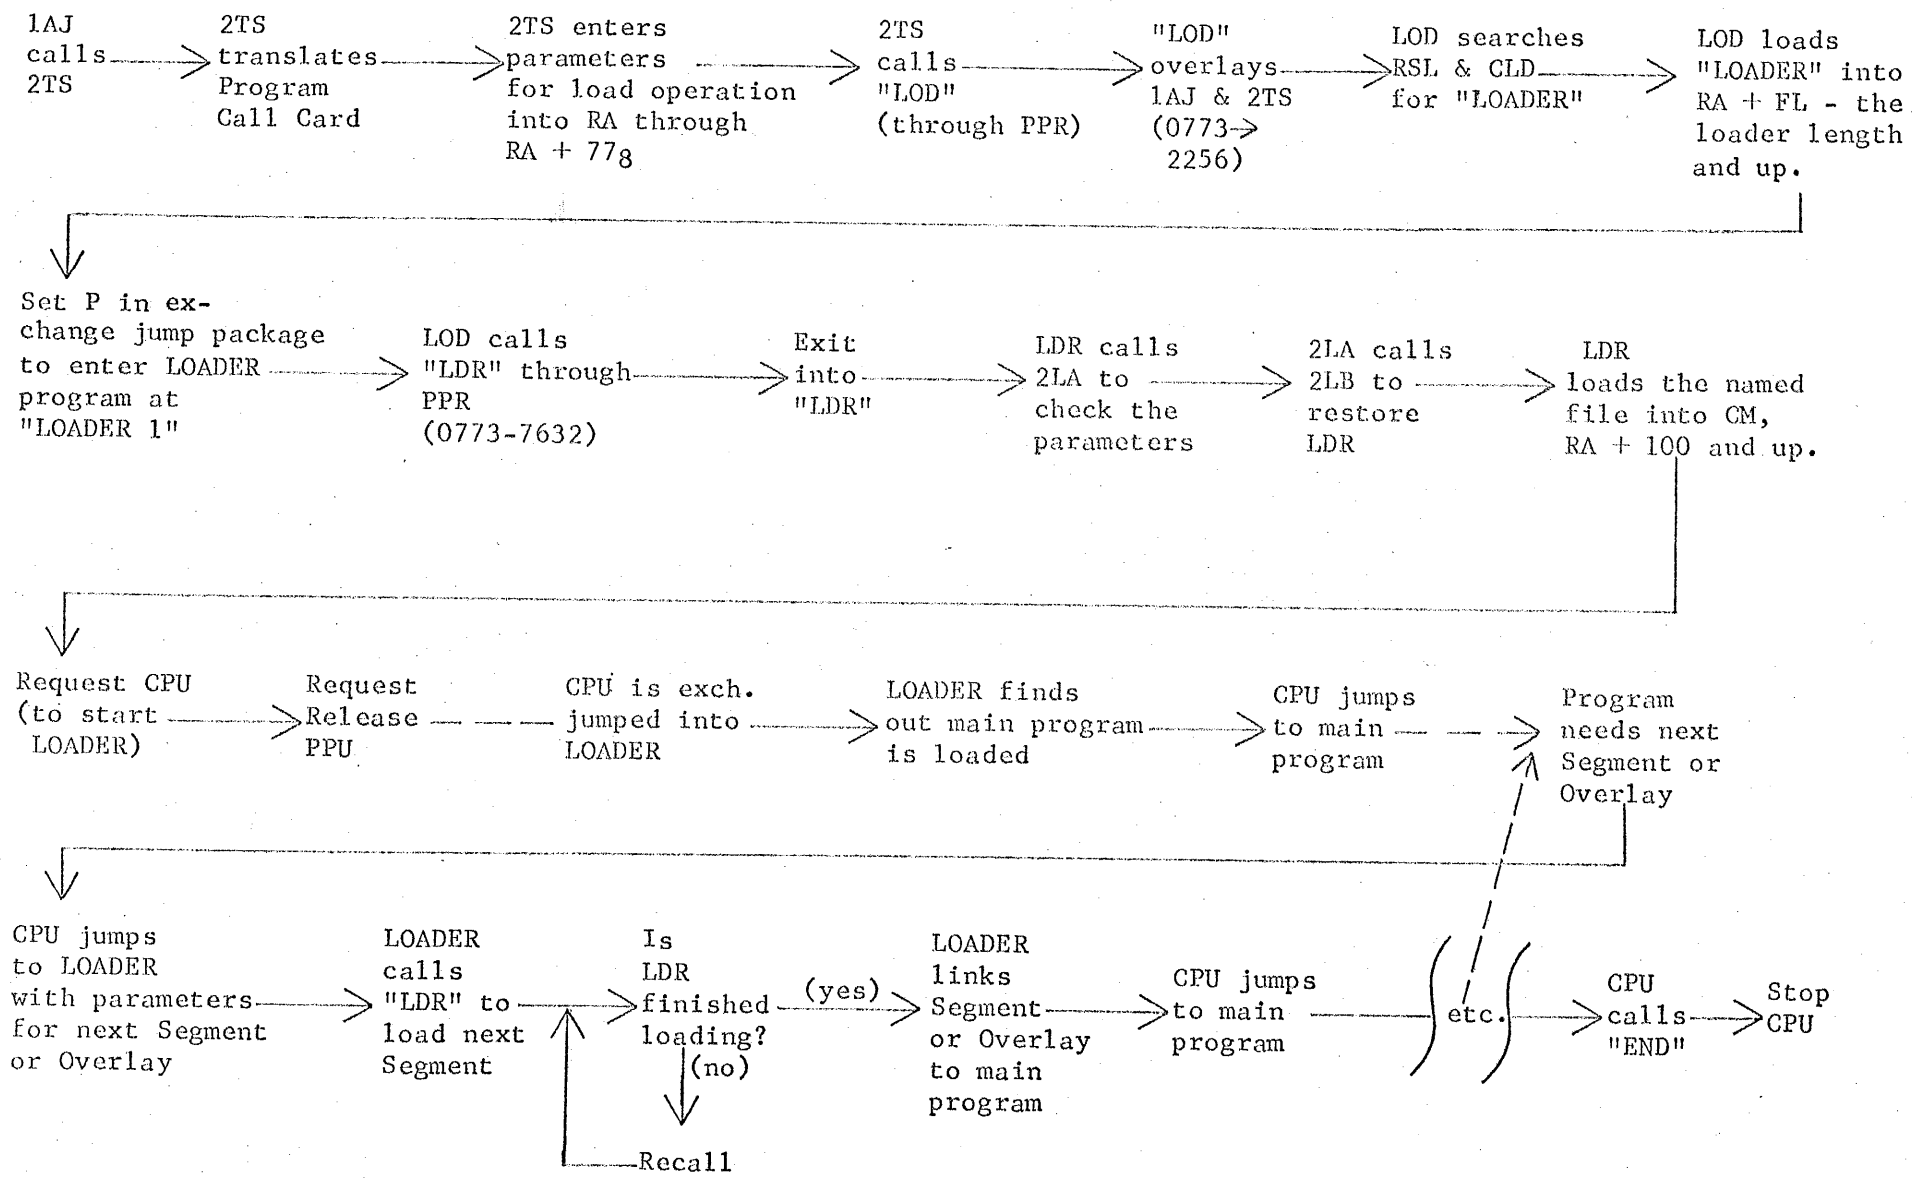 1AJ
calls
2TS
2TS
translates
Program
Call Card
2TS enters
parameters
for load operation
into RA through
RA + 77₈
2TS
calls
"LOD"
(through PPR)
"LOD"
overlays
1AJ & 2TS
(0773→
2256)
LOD searches
RSL & CLD
for "LOADER"
LOD loads
"LOADER" into
RA + FL - the
loader length
and up.
Set P in ex-
change jump package
to enter LOADER
program at
"LOADER 1"
LOD calls
"LDR" through
PPR
(0773-7632)
Exit
into
"LDR"
LDR calls
2LA to
check the
parameters
2LA calls
2LB to
restore
LDR
LDR
loads the named
file into CM,
RA + 100 and up.
Request CPU
(to start
LOADER)
Request
Release
PPU
CPU is exch.
jumped into
LOADER
LOADER finds
out main program
is loaded
CPU jumps
to main
program
Program
needs next
Segment or
Overlay
CPU jumps
to LOADER
with parameters
for next Segment
or Overlay
LOADER
calls
"LDR" to
load next
Segment
Is
LDR
finished
loading?
(yes)
(no)
Recall
LOADER
links
Segment
or Overlay
to main
program
CPU jumps
to main
program
etc.
CPU
calls
"END"
Stop
CPU